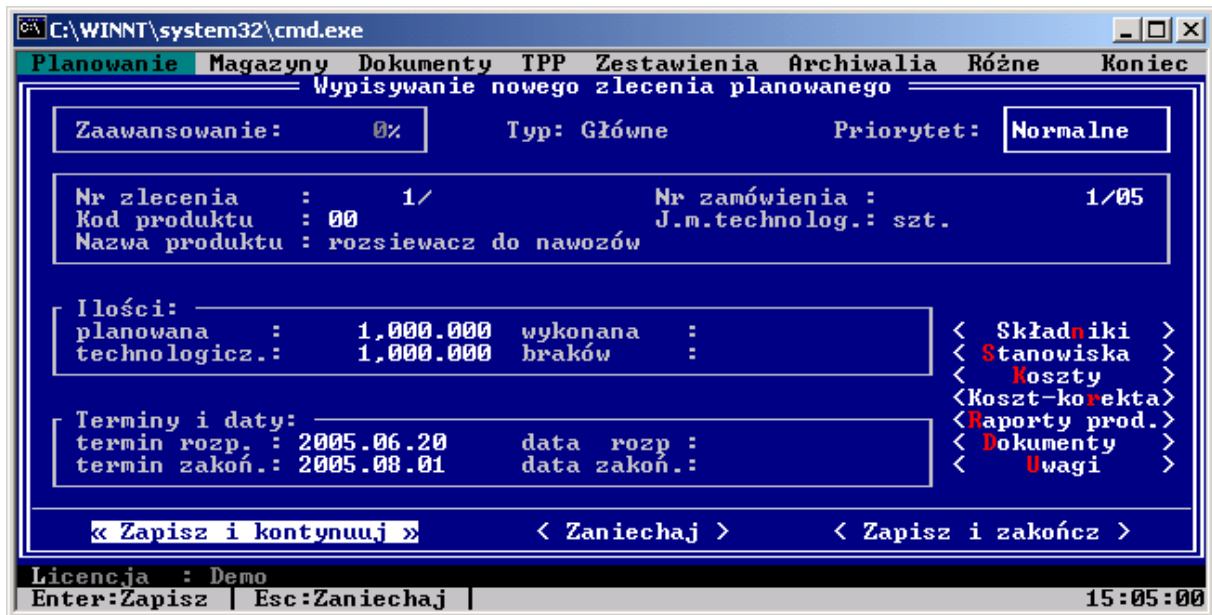 C:\WINNT\system32\cmd.exe
Planowanie Magazyny Dokumenty TPP Zestawienia Archiwalia Różne Koniec
Wypisywanie nowego zlecenia planowanego
Zaawansowanie: 0% Typ: Główne Priorytet: Normalne
Nr zlecenia : 1/ Nr zamówienia : 1/05
Kod produktu : 00 J.m.technolog.: szt.
Nazwa produktu : rozsiewacz do nawozów
Ilości:
planowana : 1,000.000 wykonana : < Składniki >
technologicz.: 1,000.000 braków : < Stanowiska >
< Koszty >
<Koszt-korekta>
Terminy i daty: <Raporty prod.>
termin rozp. : 2005.06.20 data rozp : < Dokumenty >
termin zakoń.: 2005.08.01 data zakoń.: < Uwagi >
« Zapisz i kontynuuj » < Zaniechaj > < Zapisz i zakończ >
Licencja : Demo
Enter:Zapisz | Esc:Zaniechaj | 15:05:00